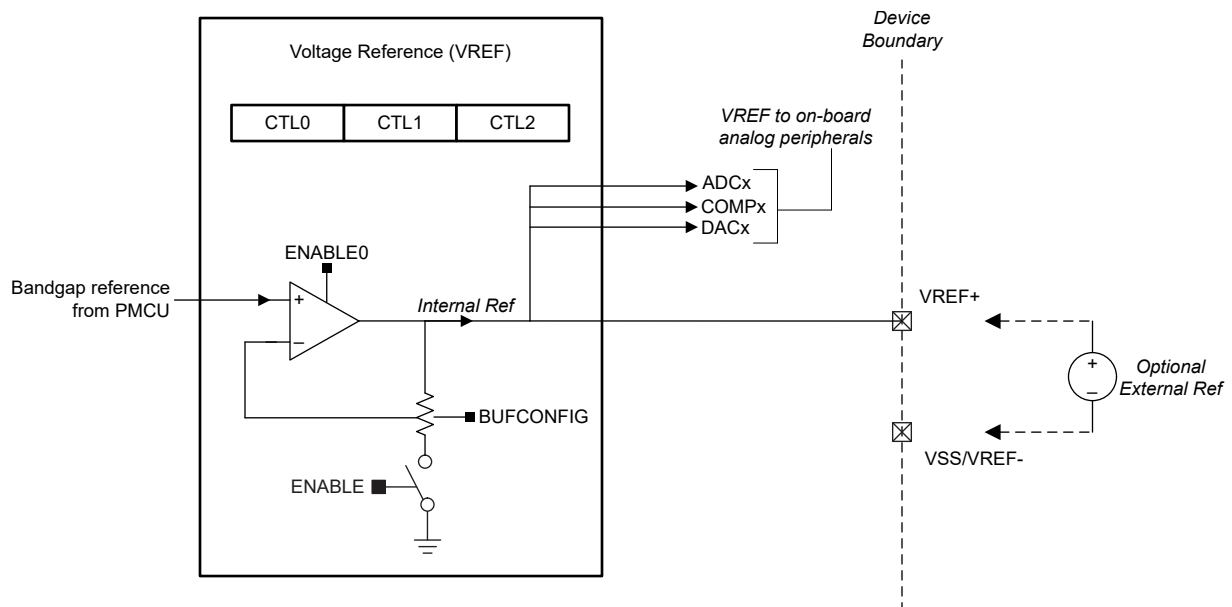 Device
Boundary
Voltage Reference (VREF)
CTL0 CTL1 CTL2
VREF to on-board
analog peripherals
ADCx
COMPx
DACx
ENABLE0
Bandgap reference
from PMCU
+
−
Internal Ref
VREF+
+
−
Optional
External Ref
BUFCONFIG
VSS/VREF-
ENABLE